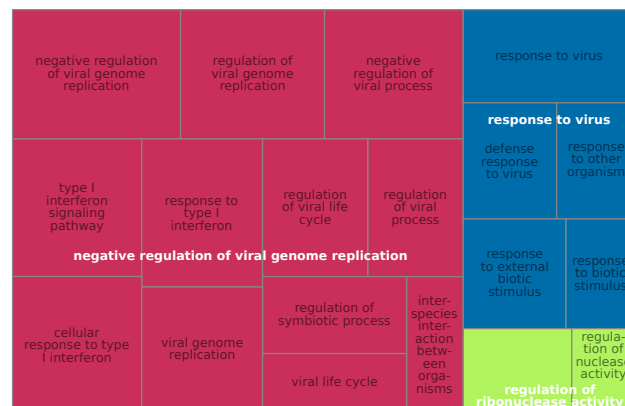 negative regulation
of viral genome
replication
regulation of
viral genome
replication
negative
regulation of
viral process
response to virus
response to virus
defense
response
to virus
response
to other
organism
type I
interferon
signaling
pathway
response to
type I
interferon
regulation
of viral life
cycle
regulation
of viral
process
negative regulation of viral genome replication
response
to external
biotic
stimulus
response
to biotic
stimulus
cellular
response to type
I interferon
viral genome
replication
regulation of
symbiotic process
viral life cycle
inter-
species
inter-
action
betw-
een
orga-
nisms
regula-
tion of
nuclease
activity
regulation of
ribonuclease activity